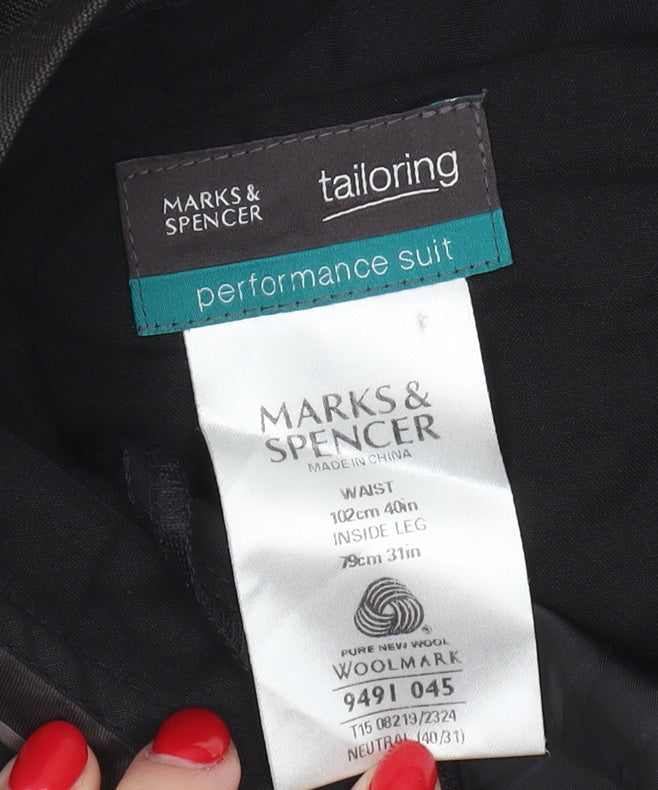 MARKS &
SPENCER
tailoring
performance suit
MARKS &
SPENCER
MADE IN CHINA
WAIST
102cm 40in
INSIDE LEG
79cm 31in
PURE NEW WOOL
WOOLMARK
9491 045
T15 08219/2324
NEUTRAL (40/31)